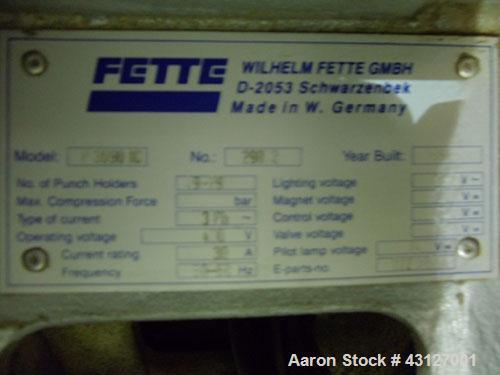 FETTE
WILHELM FETTE GMBH
D-2053 Schwarzenbek
Made in W. Germany
Model: No.: Year Built:
No. of Punch Holders
Max. Compression Force bar
Type of current ~
Operating voltage V
Current rating A
Frequency Hz
Lighting voltage V~
Magnet voltage V=
Control voltage V=
Valve voltage V=
Pilot lamp voltage V=
E-parts-no.
Aaron Stock # 43127001